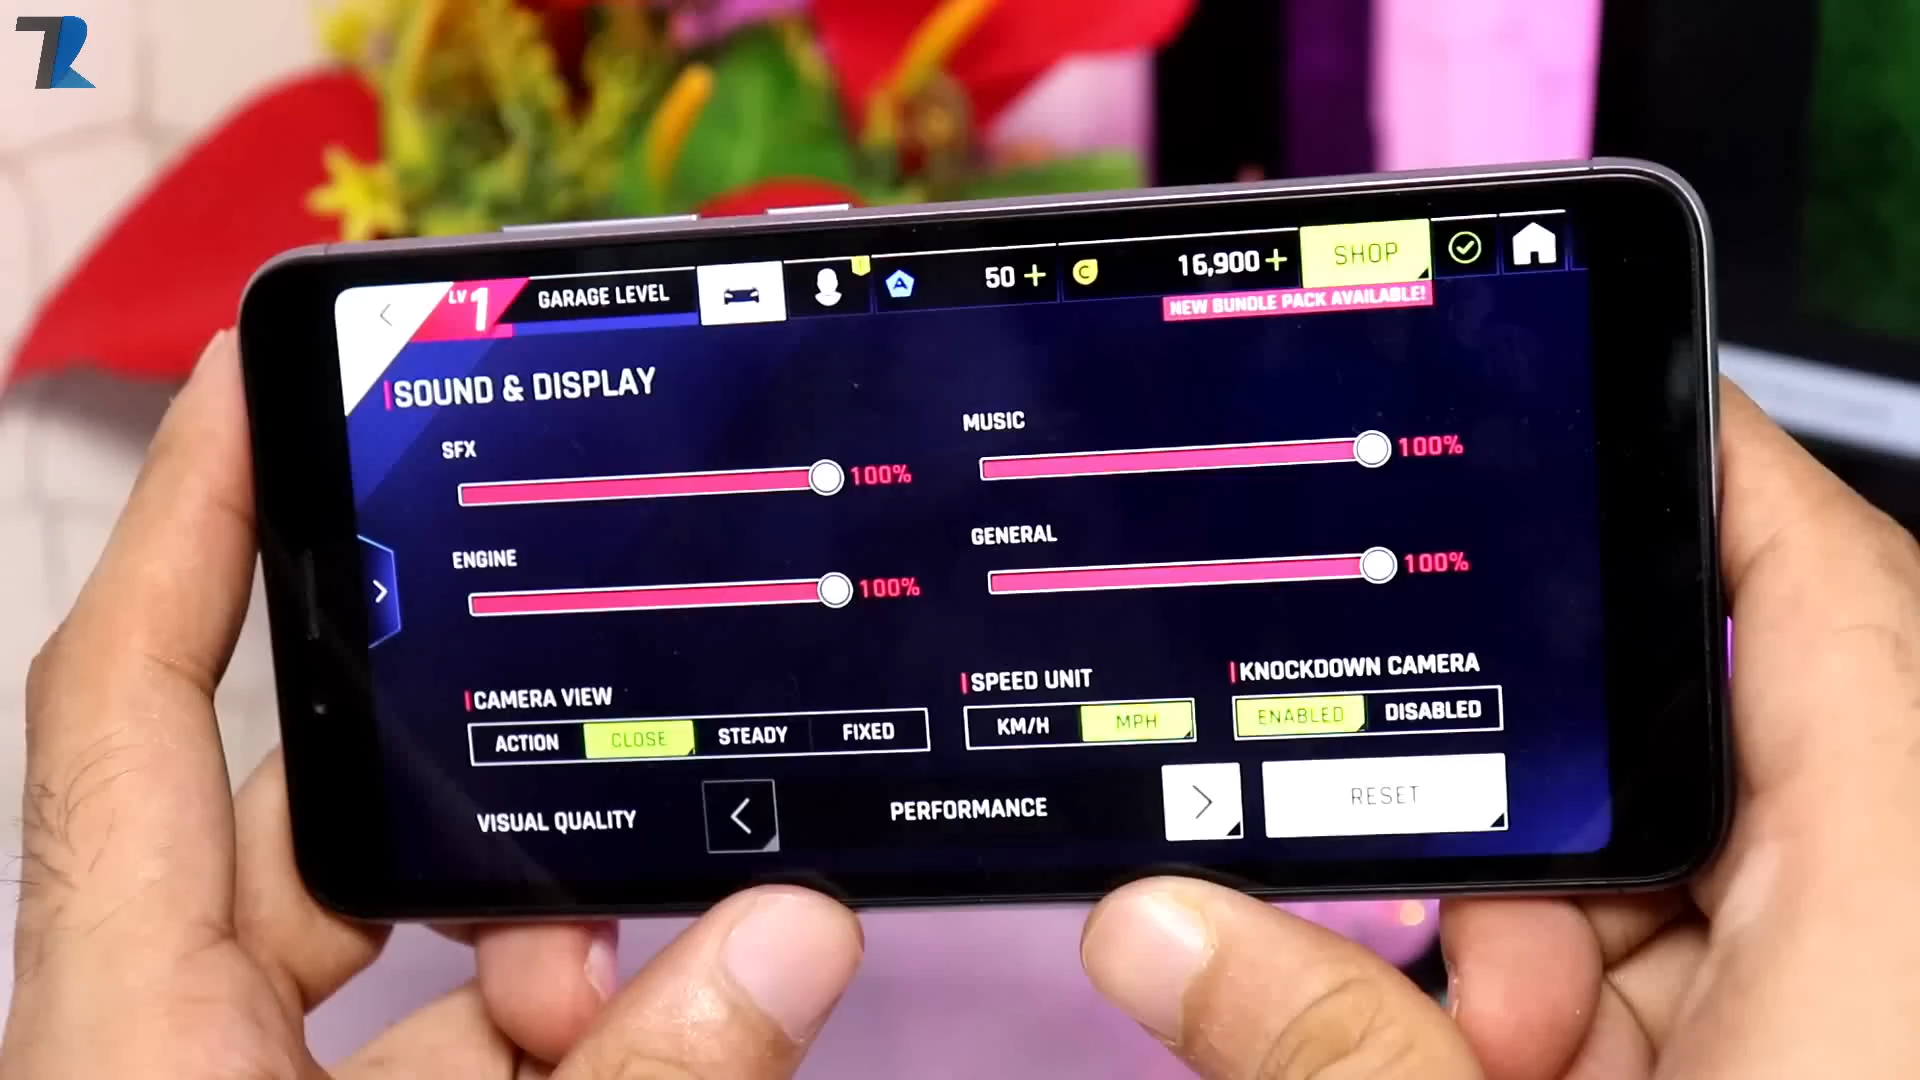 LV 1
GARAGE LEVEL
50 +
16,900 +
SHOP
NEW BUNDLE PACK AVAILABLE!
SOUND & DISPLAY
SFX
100%
MUSIC
100%
ENGINE
100%
GENERAL
100%
CAMERA VIEW
ACTION
CLOSE
STEADY
FIXED
SPEED UNIT
KM/H
MPH
KNOCKDOWN CAMERA
ENABLED
DISABLED
VISUAL QUALITY
PERFORMANCE
RESET